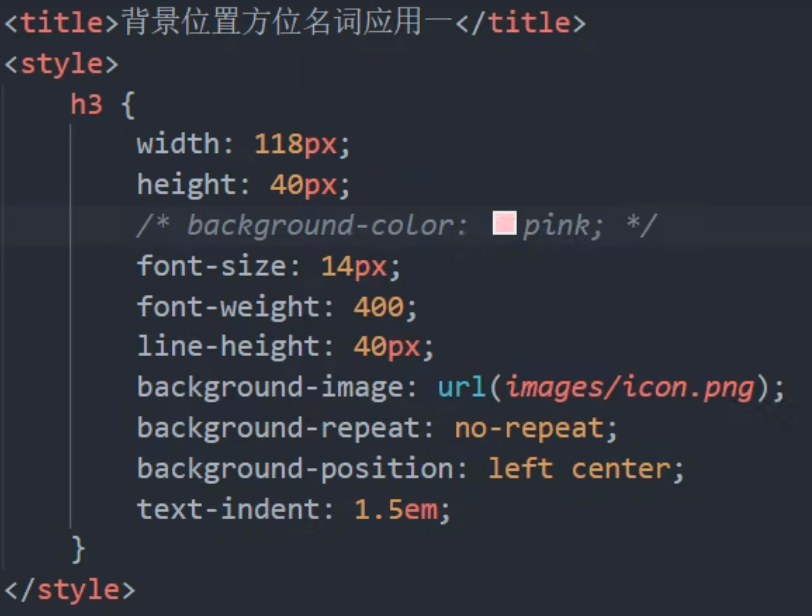 <title>背景位置方位名词应用一</title>
<style>
h3 {
width: 118px;
height: 40px;
/* background-color: pink; */
font-size: 14px;
font-weight: 400;
line-height: 40px;
background-image: url(images/icon.png);
background-repeat: no-repeat;
background-position: left center;
text-indent: 1.5em;
}
</style>